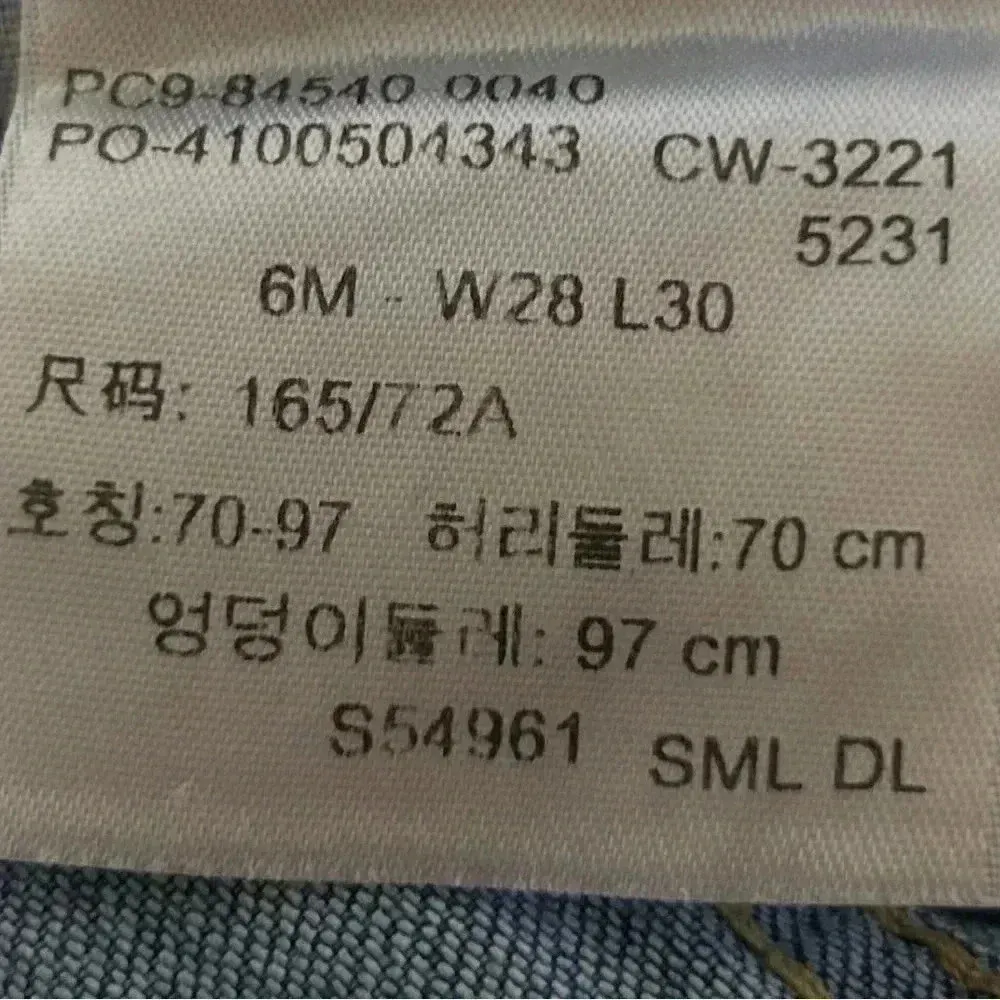 PC9-84540 0040
PO-4100501343 CW-3221
5231
6M - W28 L30
尺码: 165/72A
호칭:70-97 허리둘레:70 cm
엉덩이둘레: 97 cm
S54961 SML DL